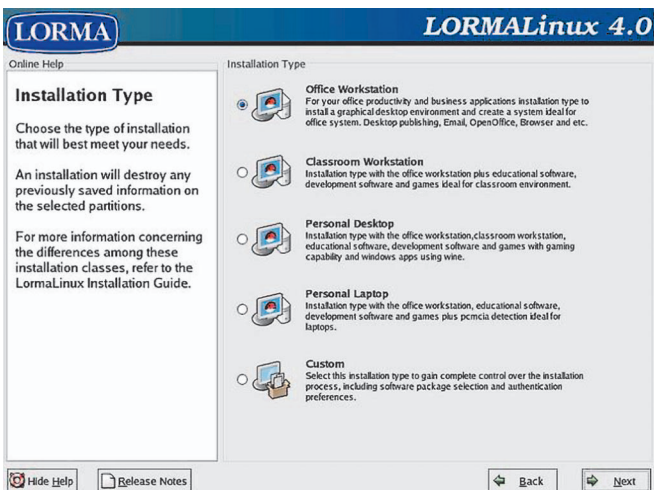 LORMA
LORMALinux 4.0
Online Help
Installation Type
Choose the type of installation
that will best meet your needs.
An installation will destroy any
previously saved information on
the selected partitions.
For more information concerning
the differences among these
installation classes, refer to the
LormaLinux Installation Guide.
Installation Type
Office Workstation
For your office productivity and business applications installation type to
install a graphical desktop environment and create a system ideal for
office system. Desktop publishing, Email, OpenOffice, Browser and etc.
Classroom Workstation
Installation type with the office workstation plus educational software,
development software and games ideal for classroom environment.
Personal Desktop
Installation type with the office workstation,classroom workstation,
educational software, development software and games with gaming
capability and windows apps using wine.
Personal Laptop
Installation type with the office workstation, educational software,
development software and games plus pcmcia detection ideal for
laptops.
Custom
Select this installation type to gain complete control over the installation
process, including software package selection and authentication
preferences.
Hide Help
Release Notes
Back
Next